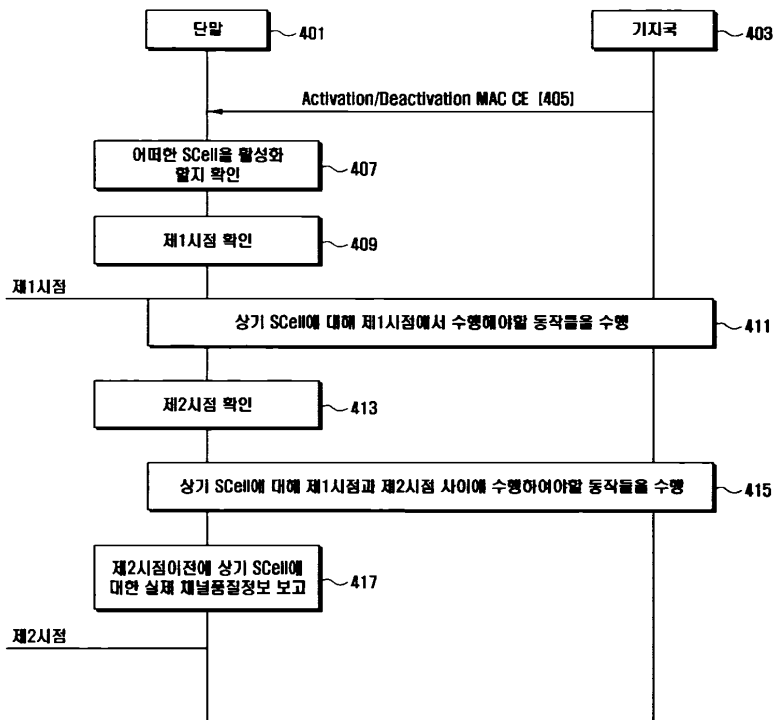 단말
401
기지국
403
Activation/Deactivation MAC CE [405]
어떠한 SCell을 활성화
할지 확인
407
제1시점 확인
409
제1시점
상기 SCell에 대해 제1시점에서 수행해야할 동작들을 수행
411
제2시점 확인
413
상기 SCell에 대해 제1시점과 제2시점 사이에 수행하여야할 동작들을 수행
415
제2시점이전에 상기 SCell에
대한 실제 채널품질정보 보고
417
제2시점